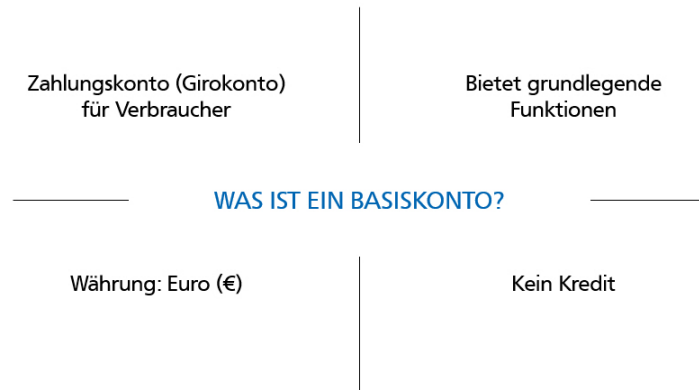 Zahlungskonto (Girokonto)
für Verbraucher
Bietet grundlegende
Funktionen
WAS IST EIN BASISKONTO?
Währung: Euro (€)
Kein Kredit